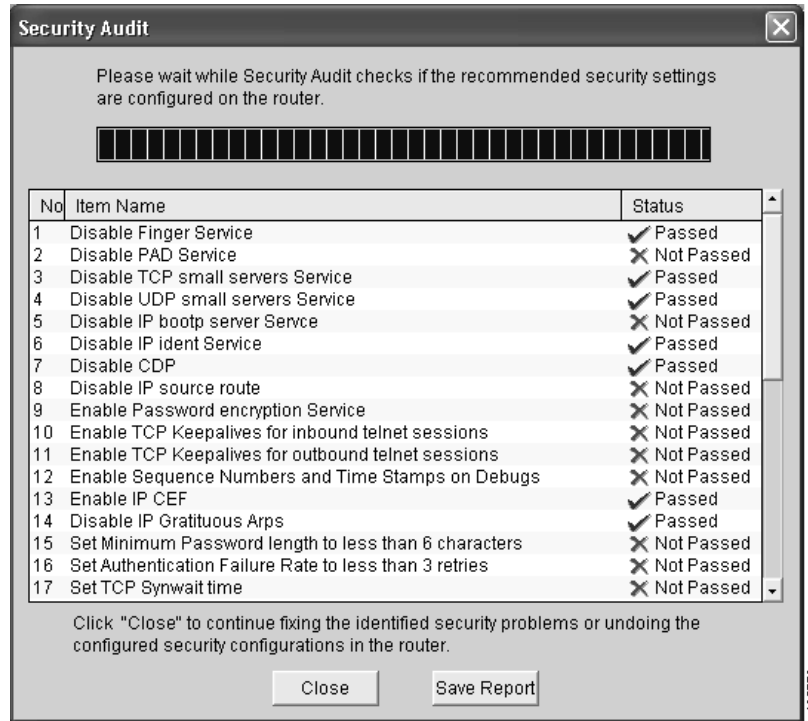 Security Audit
Please wait while Security Audit checks if the recommended security settings
are configured on the router.
No Item Name Status
1 Disable Finger Service Passed
2 Disable PAD Service Not Passed
3 Disable TCP small servers Service Passed
4 Disable UDP small servers Service Passed
5 Disable IP bootp server Servce Not Passed
6 Disable IP ident Service Passed
7 Disable CDP Passed
8 Disable IP source route Not Passed
9 Enable Password encryption Service Not Passed
10 Enable TCP Keepalives for inbound telnet sessions Not Passed
11 Enable TCP Keepalives for outbound telnet sessions Not Passed
12 Enable Sequence Numbers and Time Stamps on Debugs Not Passed
13 Enable IP CEF Passed
14 Disable IP Gratituous Arps Passed
15 Set Minimum Password length to less than 6 characters Not Passed
16 Set Authentication Failure Rate to less than 3 retries Not Passed
17 Set TCP Synwait time Not Passed
Click "Close" to continue fixing the identified security problems or undoing the
configured security configurations in the router.
Close Save Report